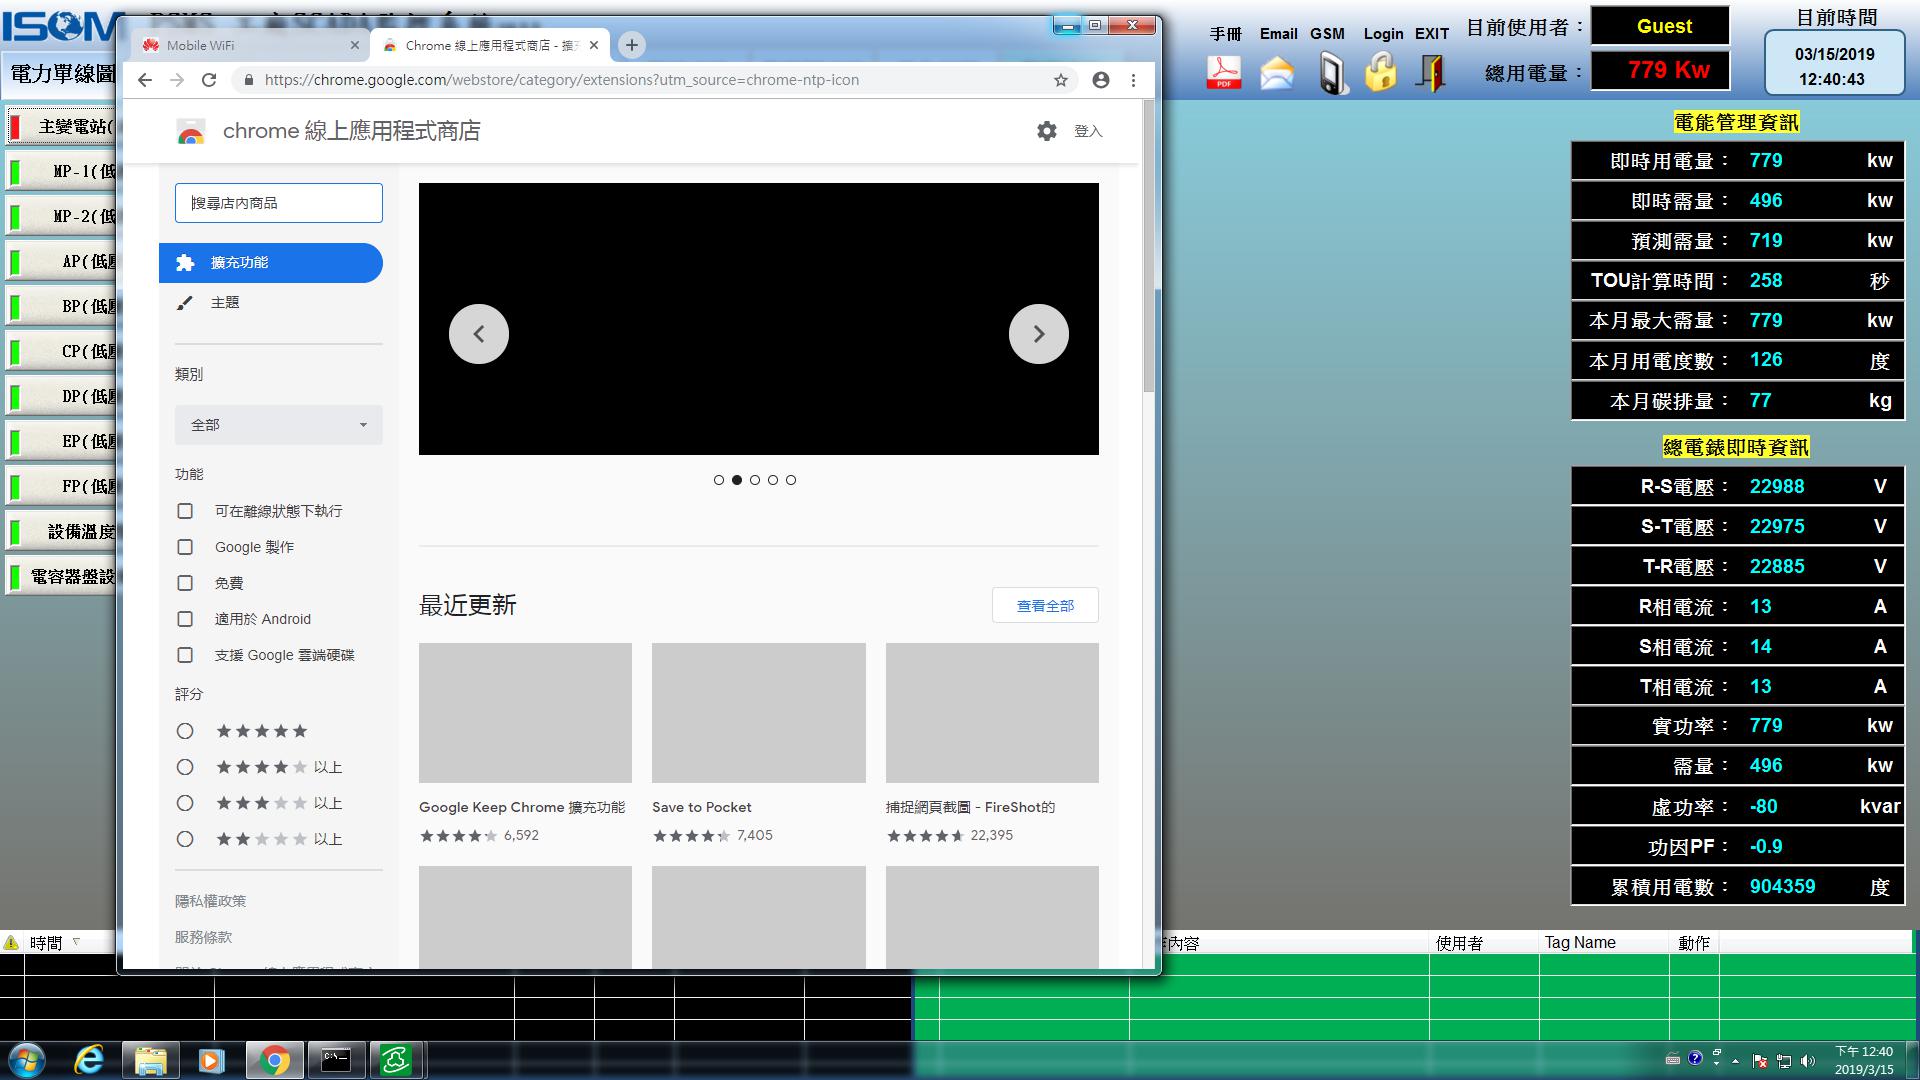 ISOM
手冊
Email
GSM
Login
EXIT
目前使用者：
Guest
總用電量：
779 Kw
目前時間
03/15/2019
12:40:43
電力單線圖
主變電站(
MP-1(低
MP-2(低
AP(低
BP(低
CP(低
DP(低
EP(低
FP(低
設備溫度
電容器盤設
Mobile WiFi
Chrome 線上應用程式商店 - 擴
https://chrome.google.com/webstore/category/extensions?utm_source=chrome-ntp-icon
chrome 線上應用程式商店
登入
搜尋店內商品
擴充功能
主題
類別
全部
功能
可在離線狀態下執行
Google 製作
免費
適用於 Android
支援 Google 雲端硬碟
評分
以上
以上
以上
隱私權政策
服務條款
最近更新
查看全部
Google Keep Chrome 擴充功能
6,592
Save to Pocket
7,405
捕捉網頁截圖 - FireShot的
22,395
電能管理資訊
即時用電量： 779 kw
即時需量： 496 kw
預測需量： 719 kw
TOU計算時間： 258 秒
本月最大需量： 779 kw
本月用電度數： 126 度
本月碳排量： 77 kg
總電錶即時資訊
R-S電壓： 22988 V
S-T電壓： 22975 V
T-R電壓： 22885 V
R相電流： 13 A
S相電流： 14 A
T相電流： 13 A
實功率： 779 kw
需量： 496 kw
虛功率： -80 kvar
功因PF： -0.9
累積用電數： 904359 度
時間
內容
使用者
Tag Name
動作
PDF
C:\.
下午 12:40
2019/3/15